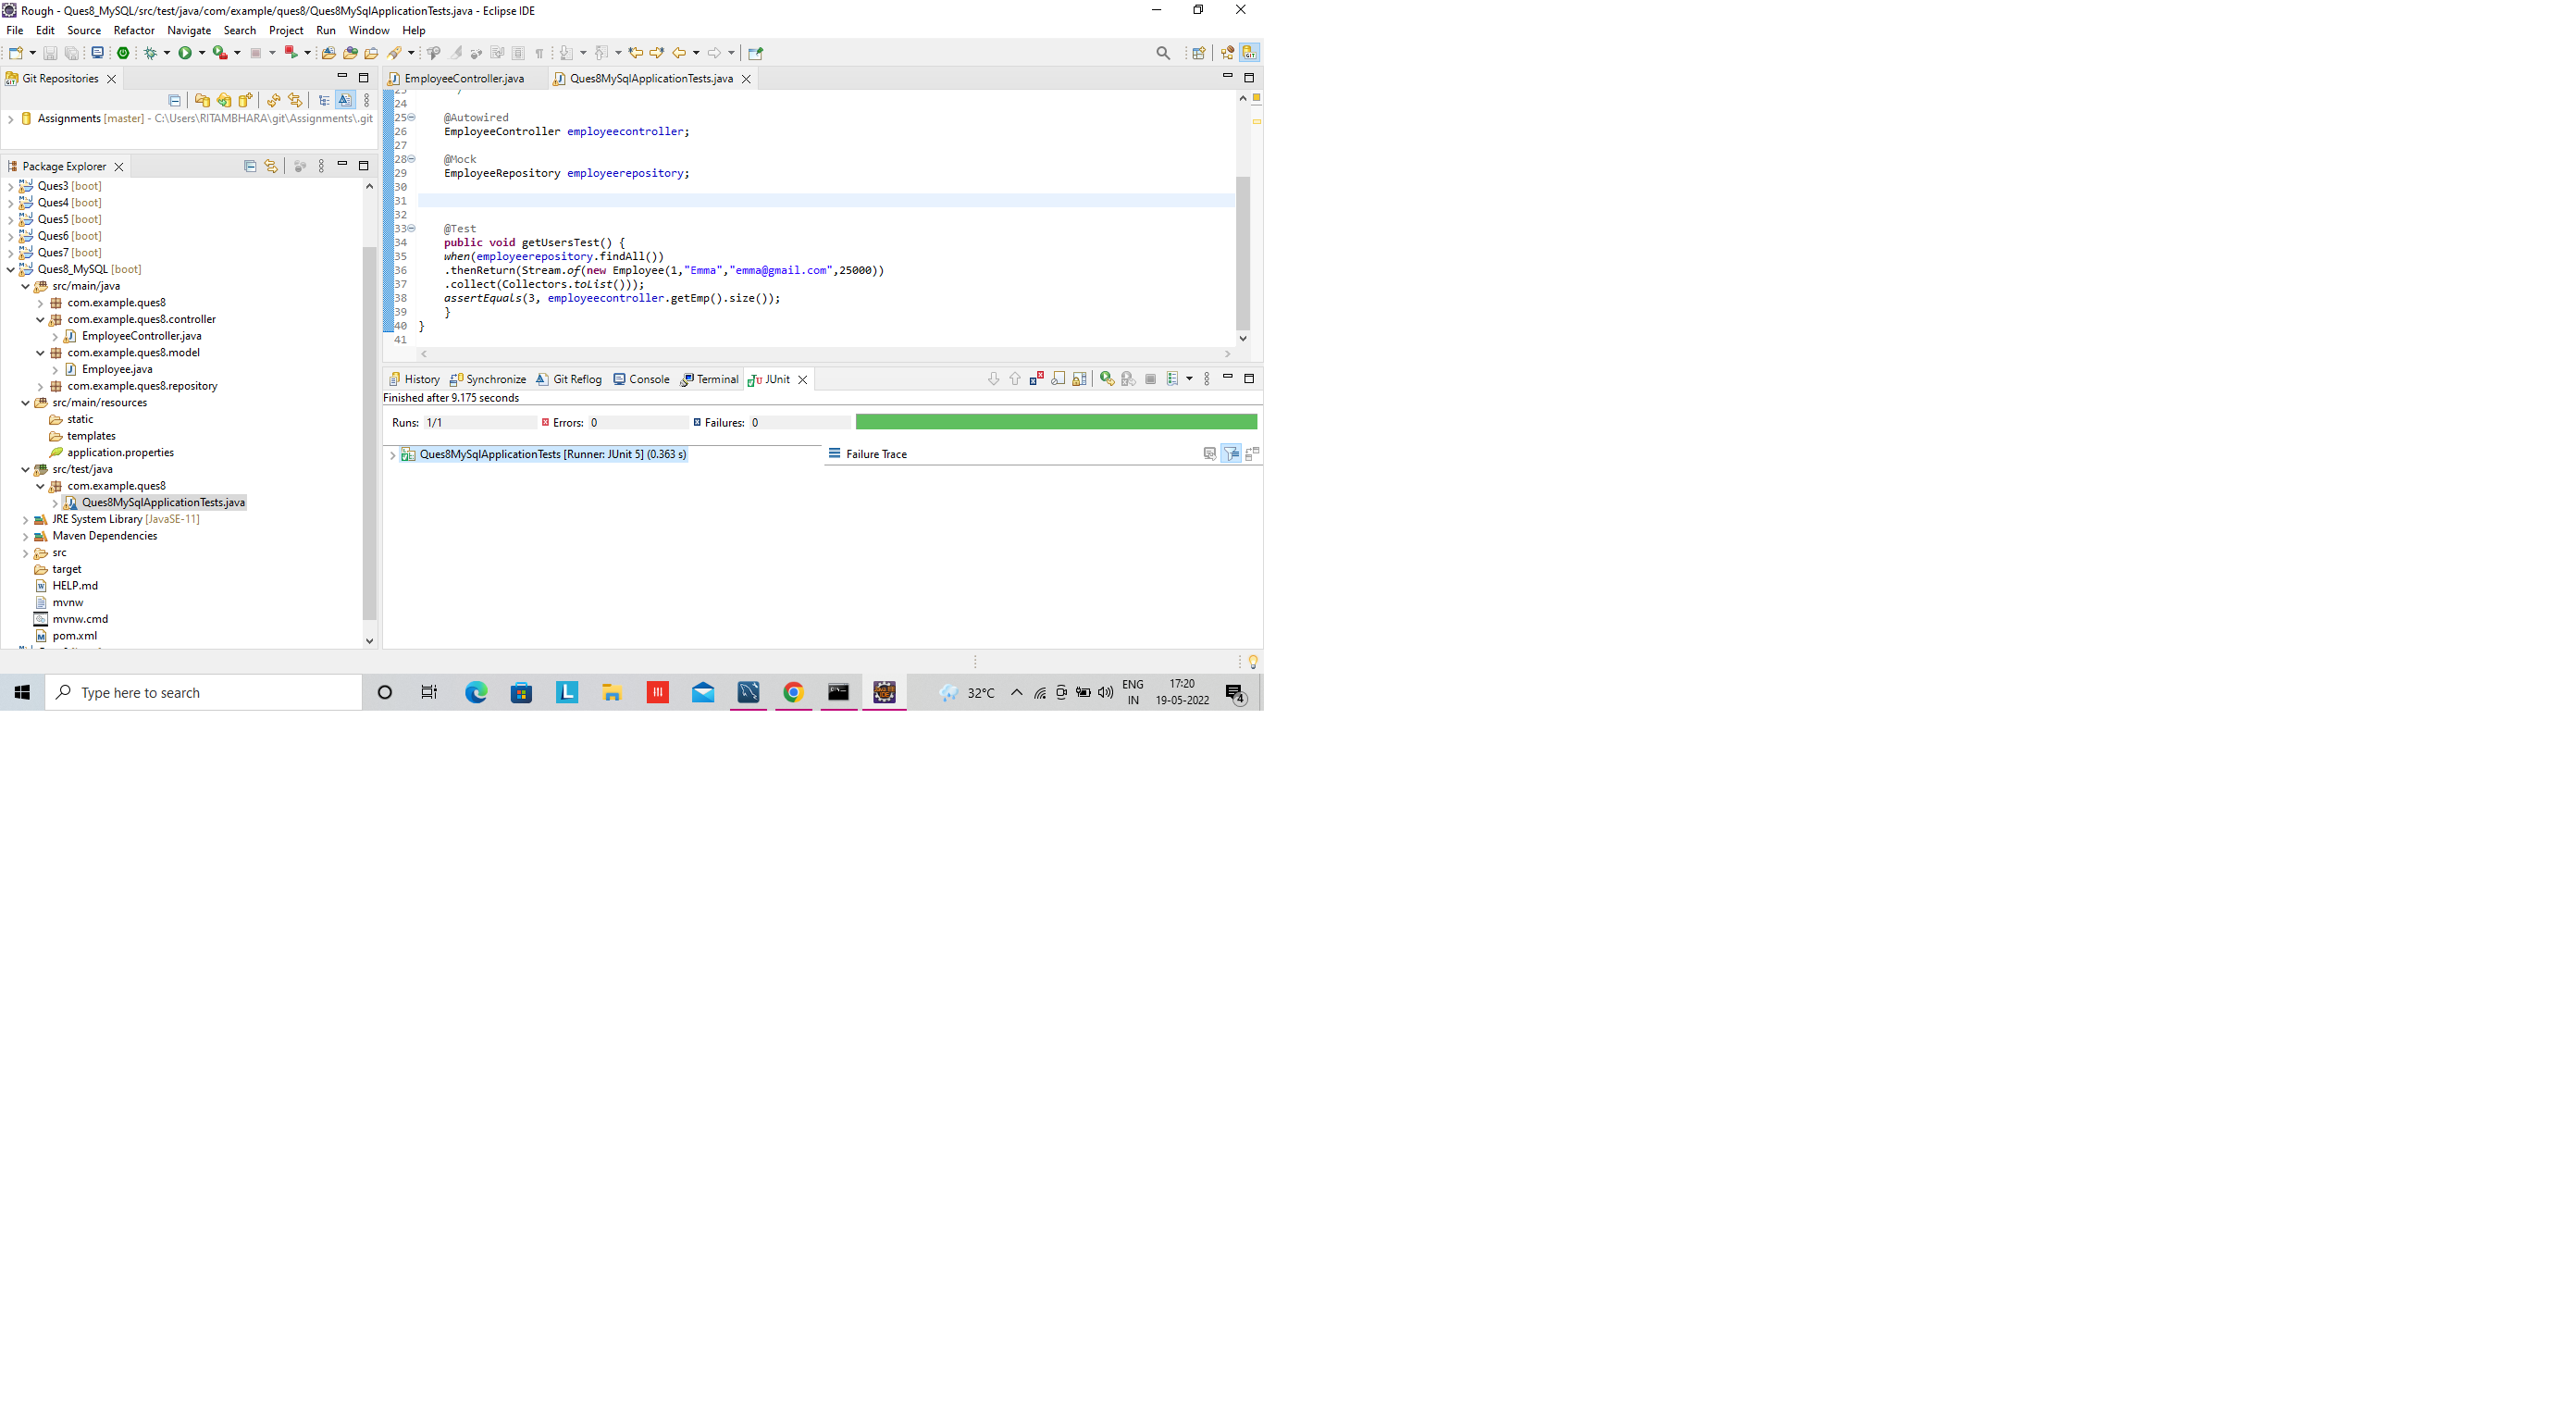 Rough - Ques8_MySQL/src/test/java/com/example/ques8/Ques8MySqlApplicationTests.java - Eclipse IDE
File Edit Source Refactor Navigate Search Project Run Window Help
Git Repositories
Assignments [master] - C:\Users\RITAMBHARA\git\Assignments\.git
Package Explorer
Ques3 [boot]
Ques4 [boot]
Ques5 [boot]
Ques6 [boot]
Ques7 [boot]
Ques8_MySQL [boot]
src/main/java
com.example.ques8
com.example.ques8.controller
EmployeeController.java
com.example.ques8.model
Employee.java
com.example.ques8.repository
src/main/resources
static
templates
application.properties
src/test/java
com.example.ques8
Ques8MySqlApplicationTests.java
JRE System Library [JavaSE-11]
Maven Dependencies
src
target
HELP.md
mvnw
mvnw.cmd
pom.xml
EmployeeController.java Ques8MySqlApplicationTests.java
24
25 @Autowired
26 EmployeeController employeecontroller;
27
28 @Mock
29 EmployeeRepository employeerepository;
30
31
32
33 @Test
34 public void getUsersTest() {
35 when(employeerepository.findAll())
36 .thenReturn(Stream.of(new Employee(1,"Emma","emma@gmail.com",25000))
37 .collect(Collectors.toList()));
38 assertEquals(3, employeecontroller.getEmp().size());
39 }
40 }
41
History Synchronize Git Reflog Console Terminal JUnit
Finished after 9.175 seconds
Runs: 1/1 Errors: 0 Failures: 0
Ques8MySqlApplicationTests [Runner: JUnit 5] (0.363 s)
Failure Trace
Type here to search
32°C
ENG
IN
17:20
19-05-2022
4